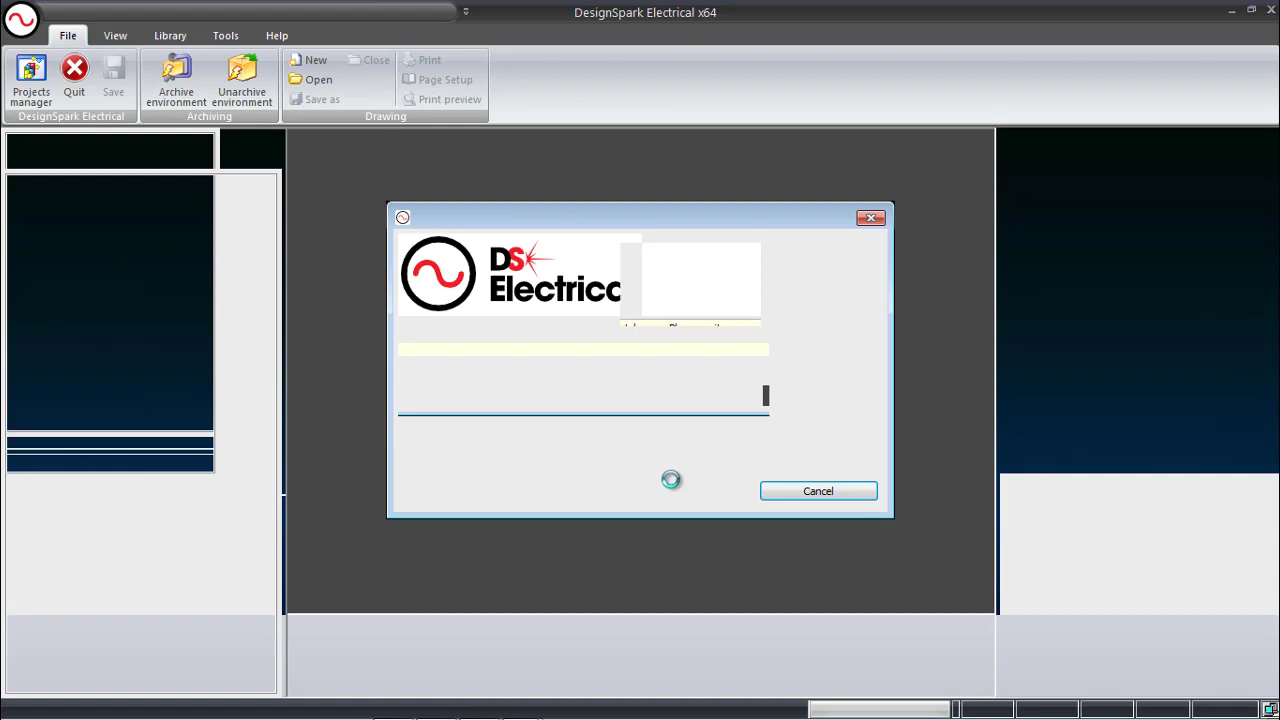 DesignSpark Electrical x64
File View Library Tools Help
Projects manager
Quit
Save
Archive environment
Unarchive environment
New
Open
Save as
Close
Print
Page Setup
Print preview
DesignSpark Electrical
Archiving
Drawing
DS
Electrica
Cancel